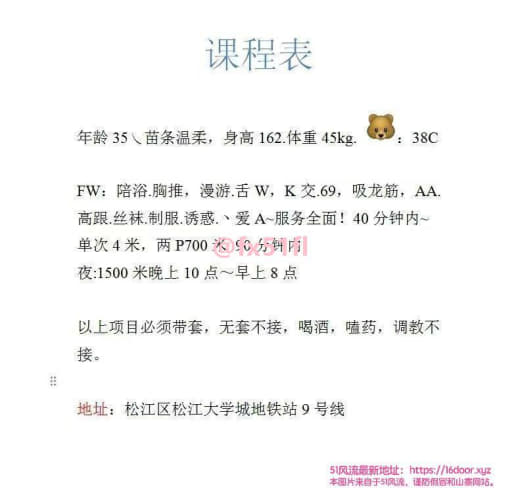 课程表
年龄 35㇏苗条温柔，身高 162.体重 45kg. ：38C
FW：陪浴.胸推，漫游.舌 W，K 交.69，吸龙筋，AA.
高跟.丝袜.制服.诱惑.丶爱 A~服务全面！40 分钟内~
单次 4 米，两 P700 米 90 分钟内
@fx51fl
夜:1500 米晚上 10 点～早上 8 点
以上项目必须带套，无套不接，喝酒，嗑药，调教不
接。
地址：松江区松江大学城地铁站 9 号线
51风流最新地址：https://16door.xyz
本图片来自于51风流，谨防假冒和山寨网站。